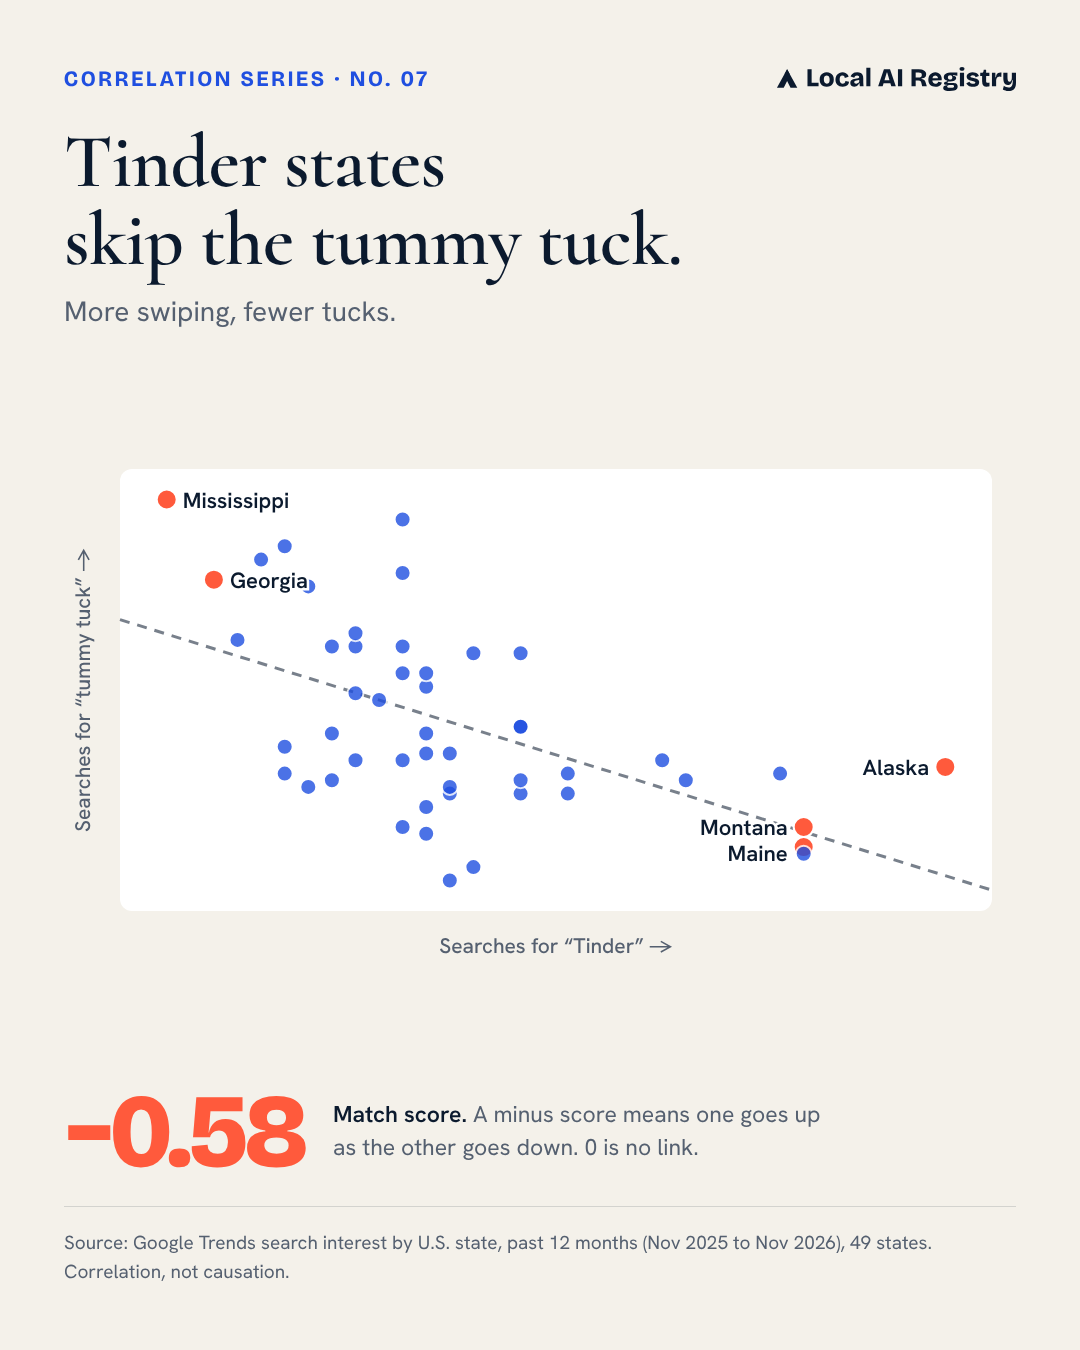 CORRELATION SERIES · NO. 07
Local AI Registry
Tinder states
skip the tummy tuck.
More swiping, fewer tucks.
Mississippi
Georgia
Searches for “tummy tuck” →
Alaska
Montana
Maine
Searches for “Tinder” →
−0.58
Match score. A minus score means one goes up
as the other goes down. 0 is no link.
Source: Google Trends search interest by U.S. state, past 12 months (Nov 2025 to Nov 2026), 49 states.
Correlation, not causation.